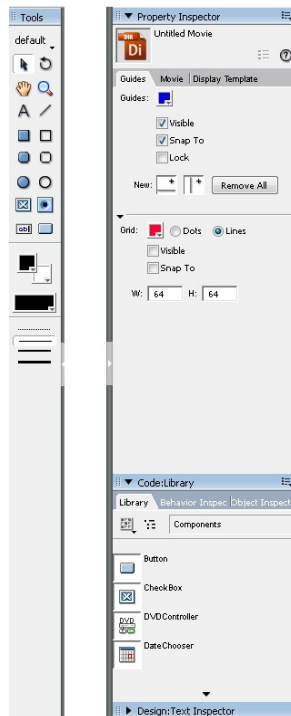 Tools
default
A
abl
Property Inspector
DIR
Di
Untitled Movie
Guides Movie Display Template
Guides:
Visible
Snap To
Lock
New: Remove All
Grid: Dots Lines
Visible
Snap To
W: 64 H: 64
Code:Library
Library Behavior Inspec Object Inspect
Components
Button
CheckBox
DVD
DVDController
DateChooser
Design:Text Inspector